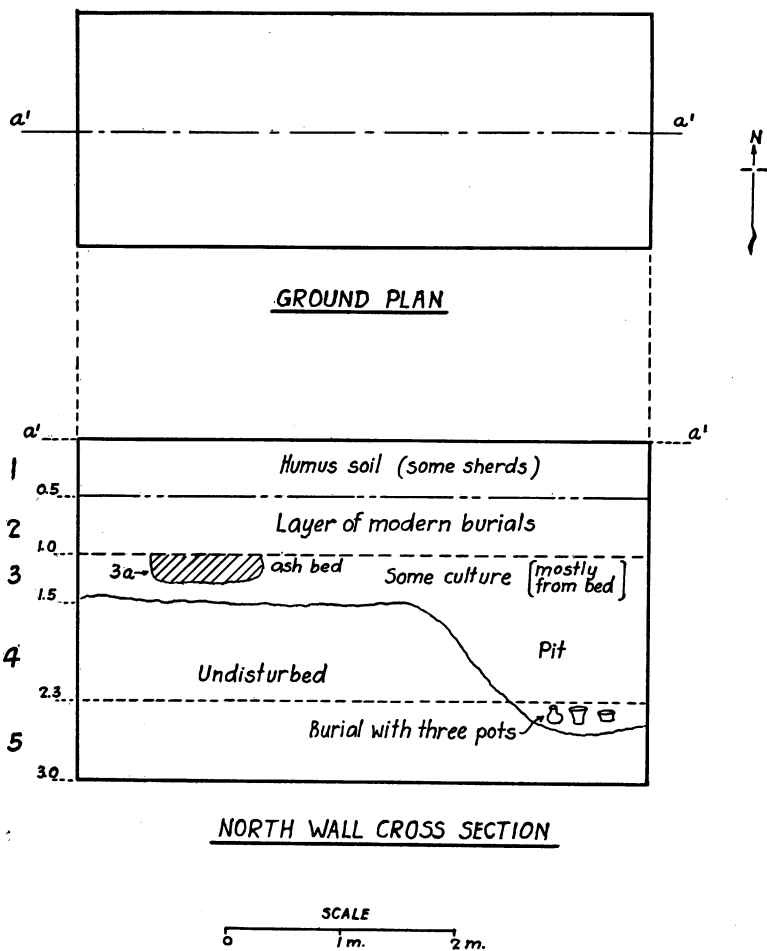 a' a'
N
GROUND PLAN
a' a'
1 Humus soil (some sherds)
0.5
2 Layer of modern burials
1.0
3 3a ash bed Some culture [mostly
from bed]
1.5
4 Pit
Undisturbed
2.3
Burial with three pots
5
3.0
NORTH WALL CROSS SECTION
SCALE
0 1m. 2m.